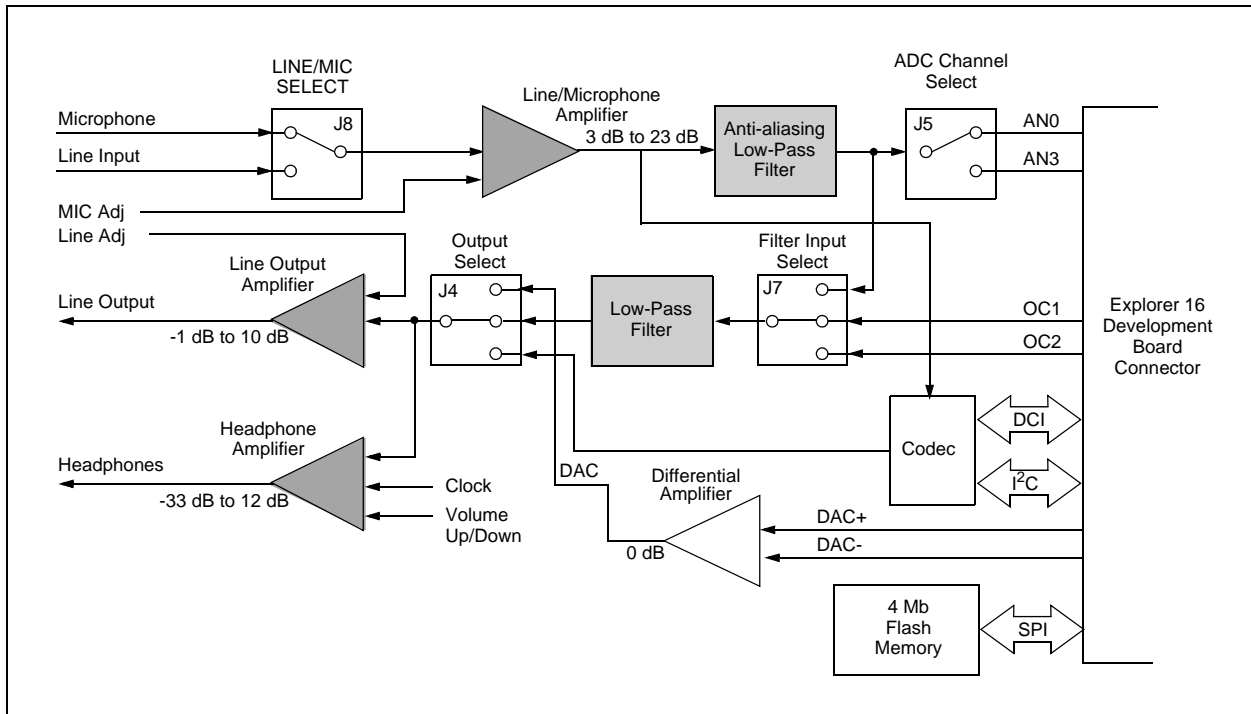 LINE/MIC
SELECT
J8
Microphone
Line Input
MIC Adj
Line Adj
Line/Microphone
Amplifier
3 dB to 23 dB
Anti-aliasing
Low-Pass
Filter
ADC Channel
Select
J5
AN0
AN3
Line Output
Amplifier
Line Output
-1 dB to 10 dB
Output
Select
J4
Low-Pass
Filter
Filter Input
Select
J7
OC1
OC2
Explorer 16
Development
Board
Connector
Headphone
Amplifier
Headphones
-33 dB to 12 dB
Clock
Volume
Up/Down
DAC
Differential
Amplifier
0 dB
Codec
DCI
I2C
DAC+
DAC-
4 Mb
Flash
Memory
SPI